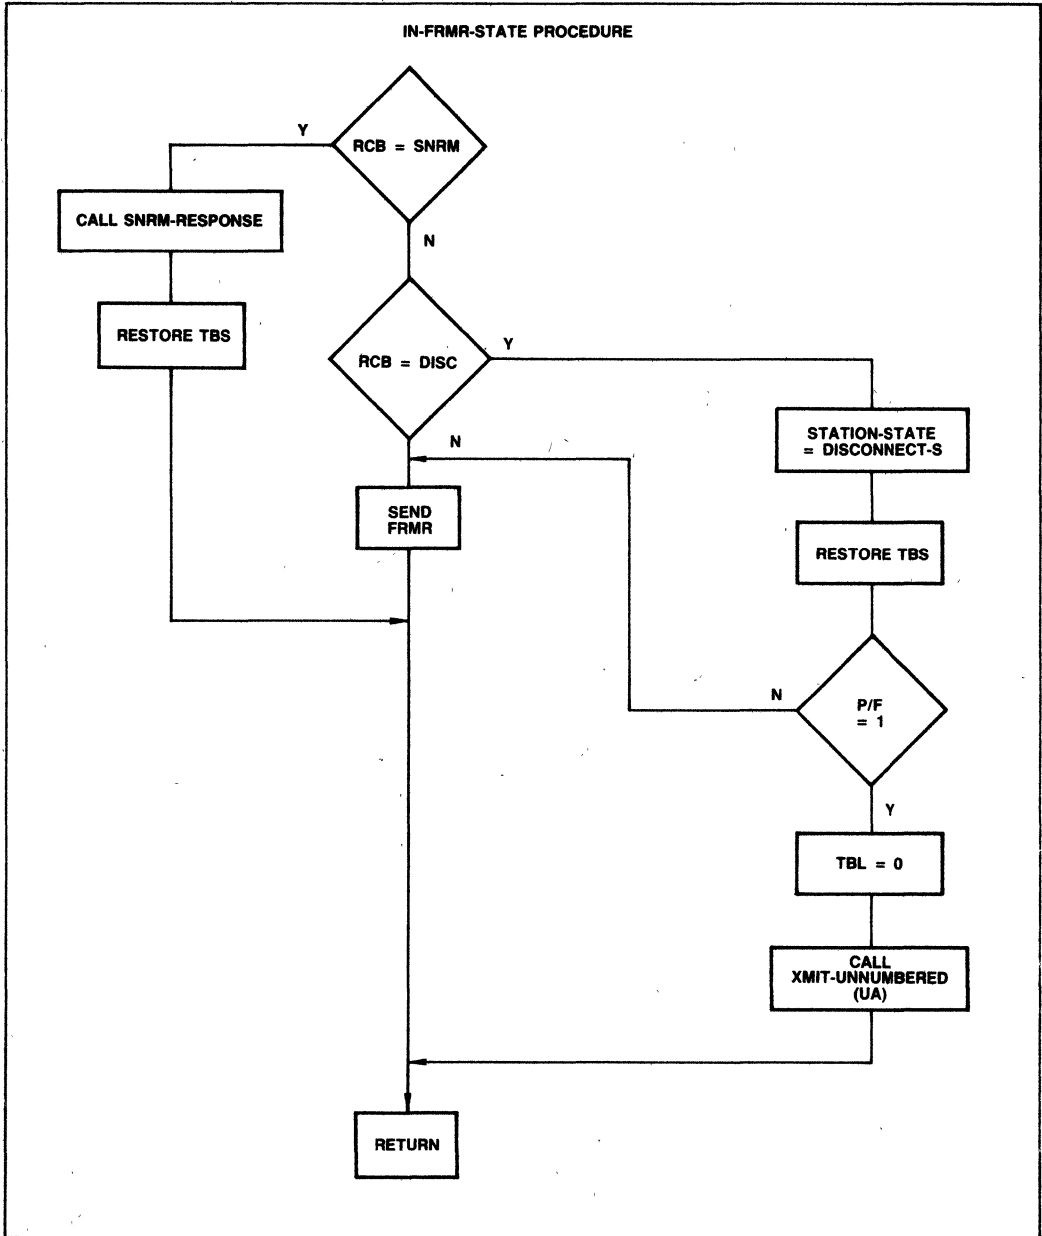 IN-FRMR-STATE PROCEDURE
RCB = SNRM
Y
N
CALL SNRM-RESPONSE
RESTORE TBS
RCB = DISC
Y
N
STATION-STATE
= DISCONNECT-S
RESTORE TBS
SEND
FRMR
P/F
= 1
N
Y
TBL = 0
CALL
XMIT-UNNUMBERED
(UA)
RETURN